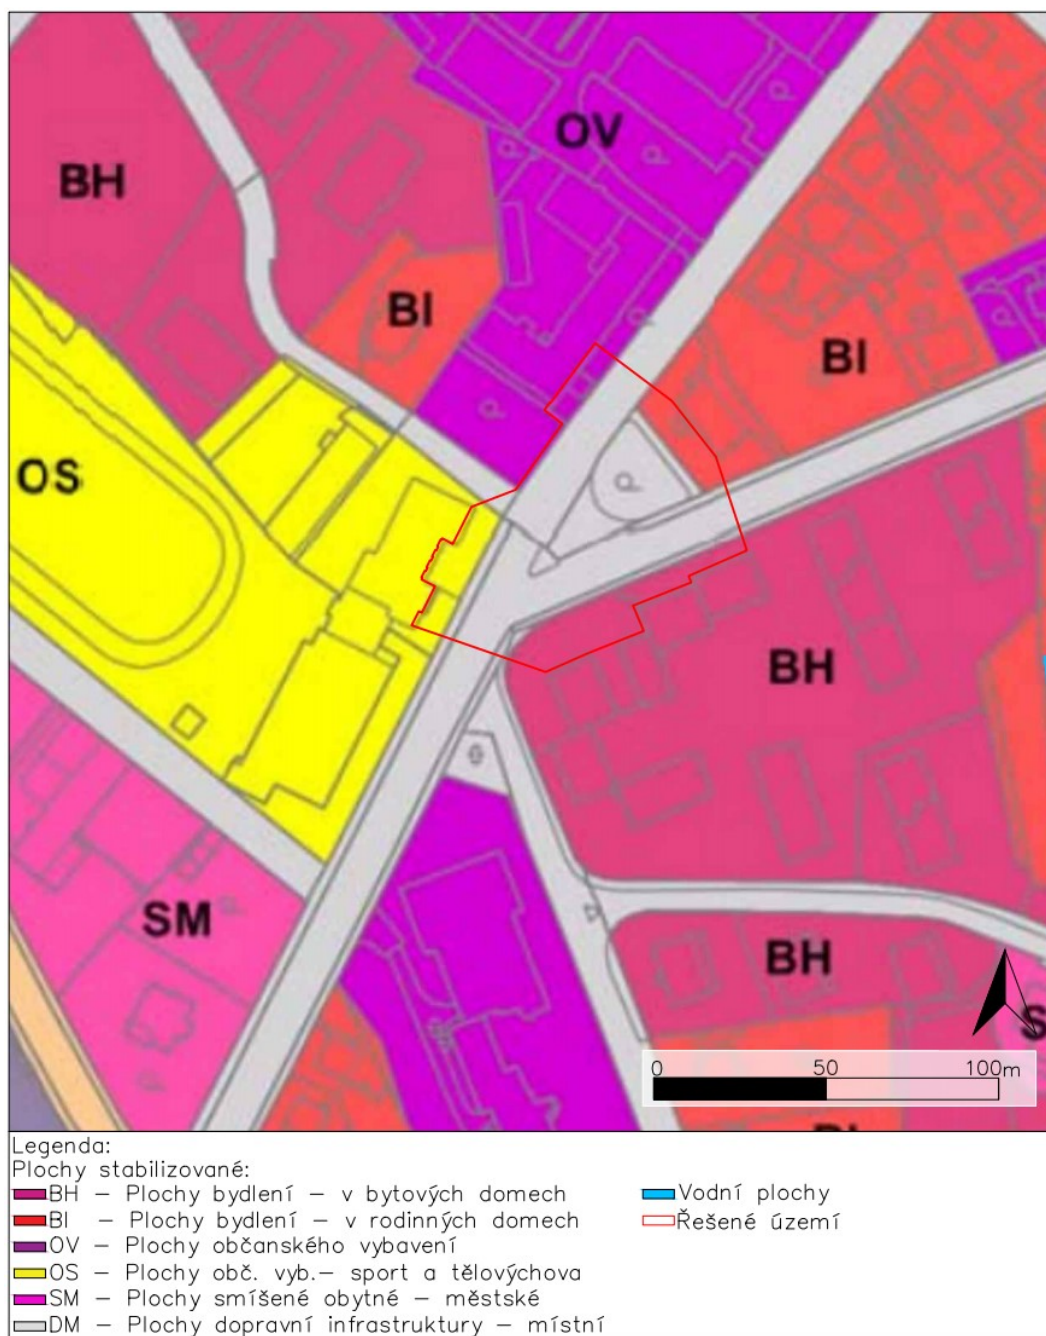 OV
BH
BI
BI
OS
BH
SM
BH
S
0 50 100m
Legenda:
Plochy stabilizované:
BH – Plochy bydlení – v bytových domech
BI – Plochy bydlení – v rodinných domech
OV – Plochy občanského vybavení
OS – Plochy obč. vyb.– sport a tělovýchova
SM – Plochy smíšené obytné – městské
DM – Plochy dopravní infrastruktury – místní
Vodní plochy
Řešené území